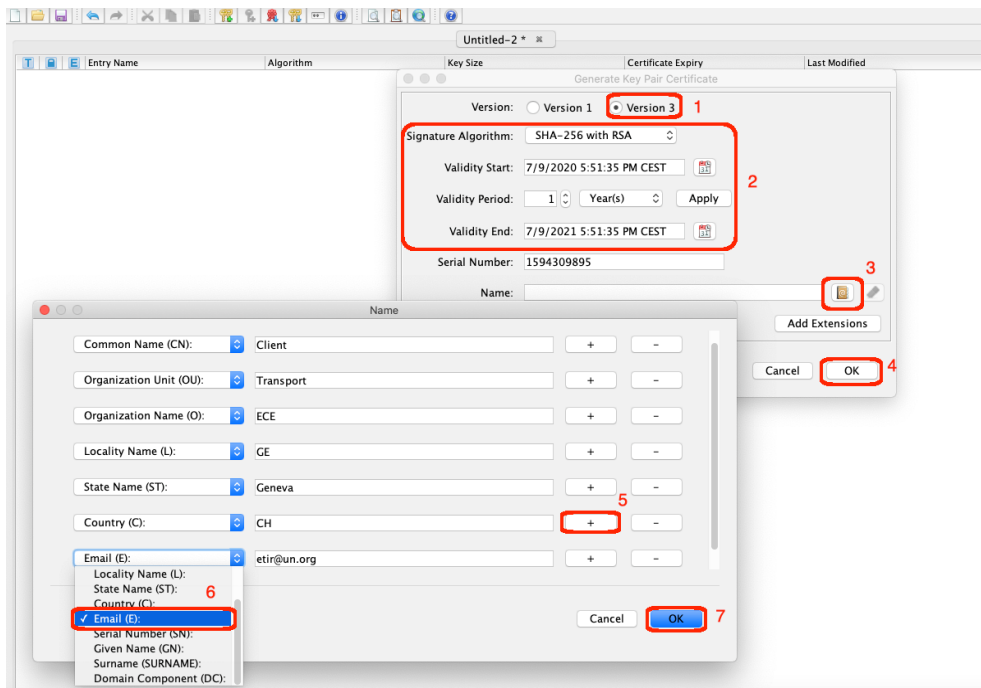 Untitled-2 * ✖
T E Entry Name Algorithm Key Size Certificate Expiry Last Modified
Generate Key Pair Certificate
Version: Version 1 Version 3 1
Signature Algorithm: SHA-256 with RSA
Validity Start: 7/9/2020 5:51:35 PM CEST
2
Validity Period: 1 Year(s) Apply
Validity End: 7/9/2021 5:51:35 PM CEST
Serial Number: 1594309895
3
Name:
Add Extensions
Cancel OK 4
Name
Common Name (CN): Client + -
Organization Unit (OU): Transport + -
Organization Name (O): ECE + -
Locality Name (L): GE + -
State Name (ST): Geneva + -
5
Country (C): CH + -
Email (E): etir@un.org + -
Locality Name (L):
State Name (ST):
6
Country (C):
✓ Email (E):
Serial Number (SN):
Given Name (GN):
Surname (SURNAME):
Domain Component (DC):
Cancel OK 7